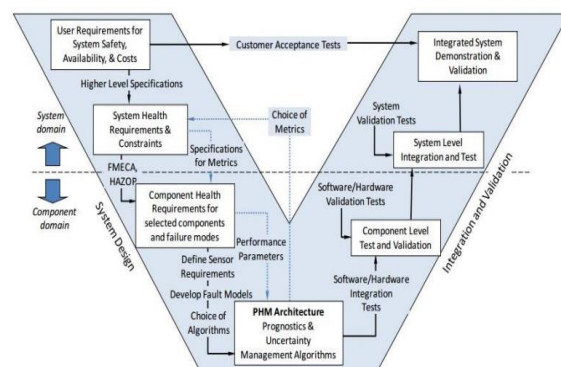 User Requirements for
System Safety,
Availability, & Costs
Customer Acceptance Tests
Integrated System
Demonstration &
Validation
Higher Level Specifications
System
domain
System Health
Requirements &
Constraints
Choice of
Metrics
System
Validation Tests
System Level
Integration and Test
Specifications
for Metrics
FMECA,
HAZOP
Component
domain
Component Health
Requirements for
selected components
and failure modes
Software/Hardware
Validation Tests
Component Level
Test and Validation
System Design
Integration and Validation
Performance
Parameters
Define Sensor
Requirements
Develop Fault Models
Choice of
Algorithms
Software/Hardware
Integration
Tests
PHM Architecture
Prognostics &
Uncertainty
Management Algorithms